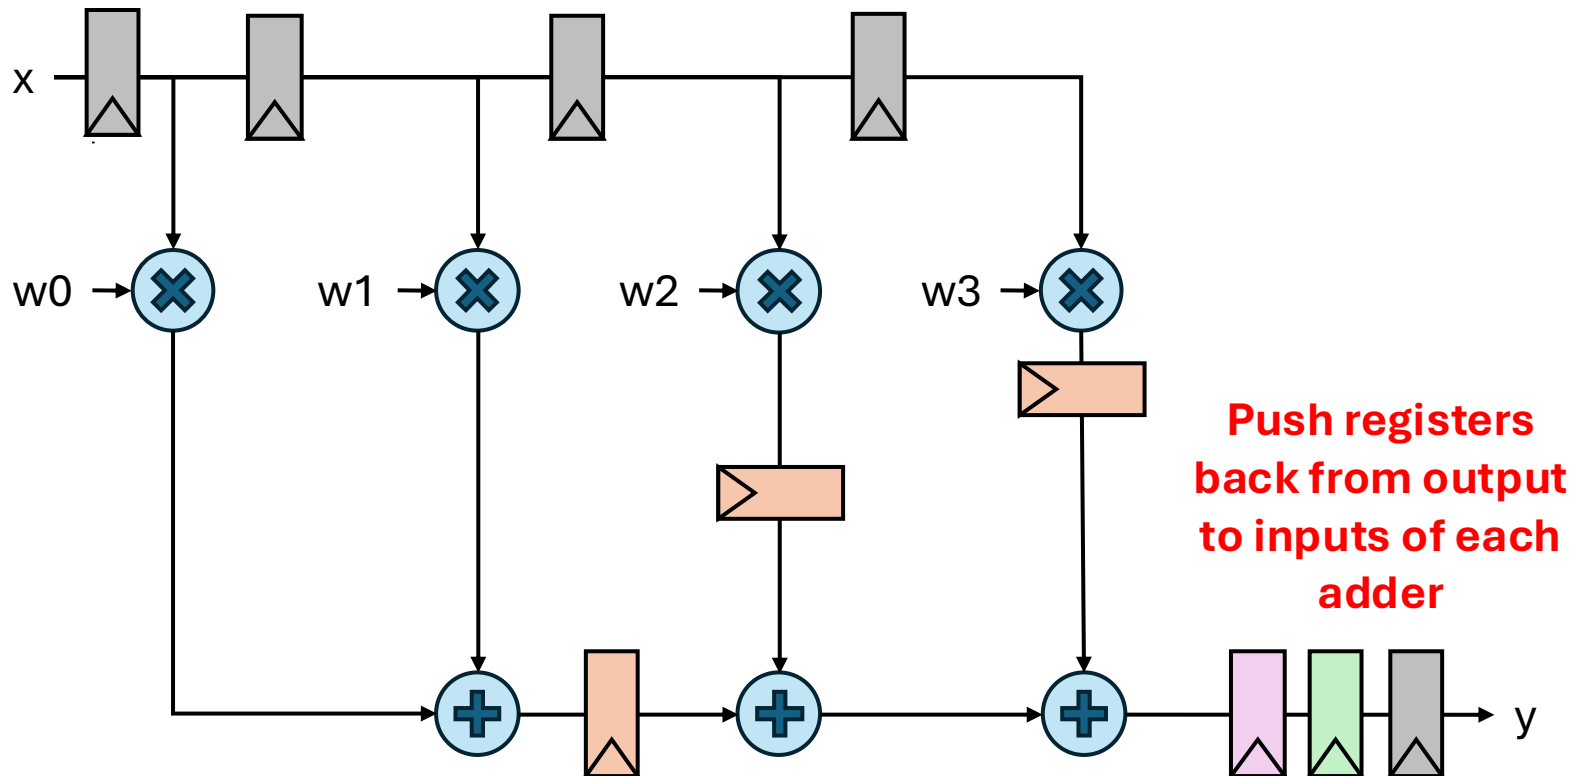 x
w0
w1
w2
w3
Push registers
back from output
to inputs of each
adder
y